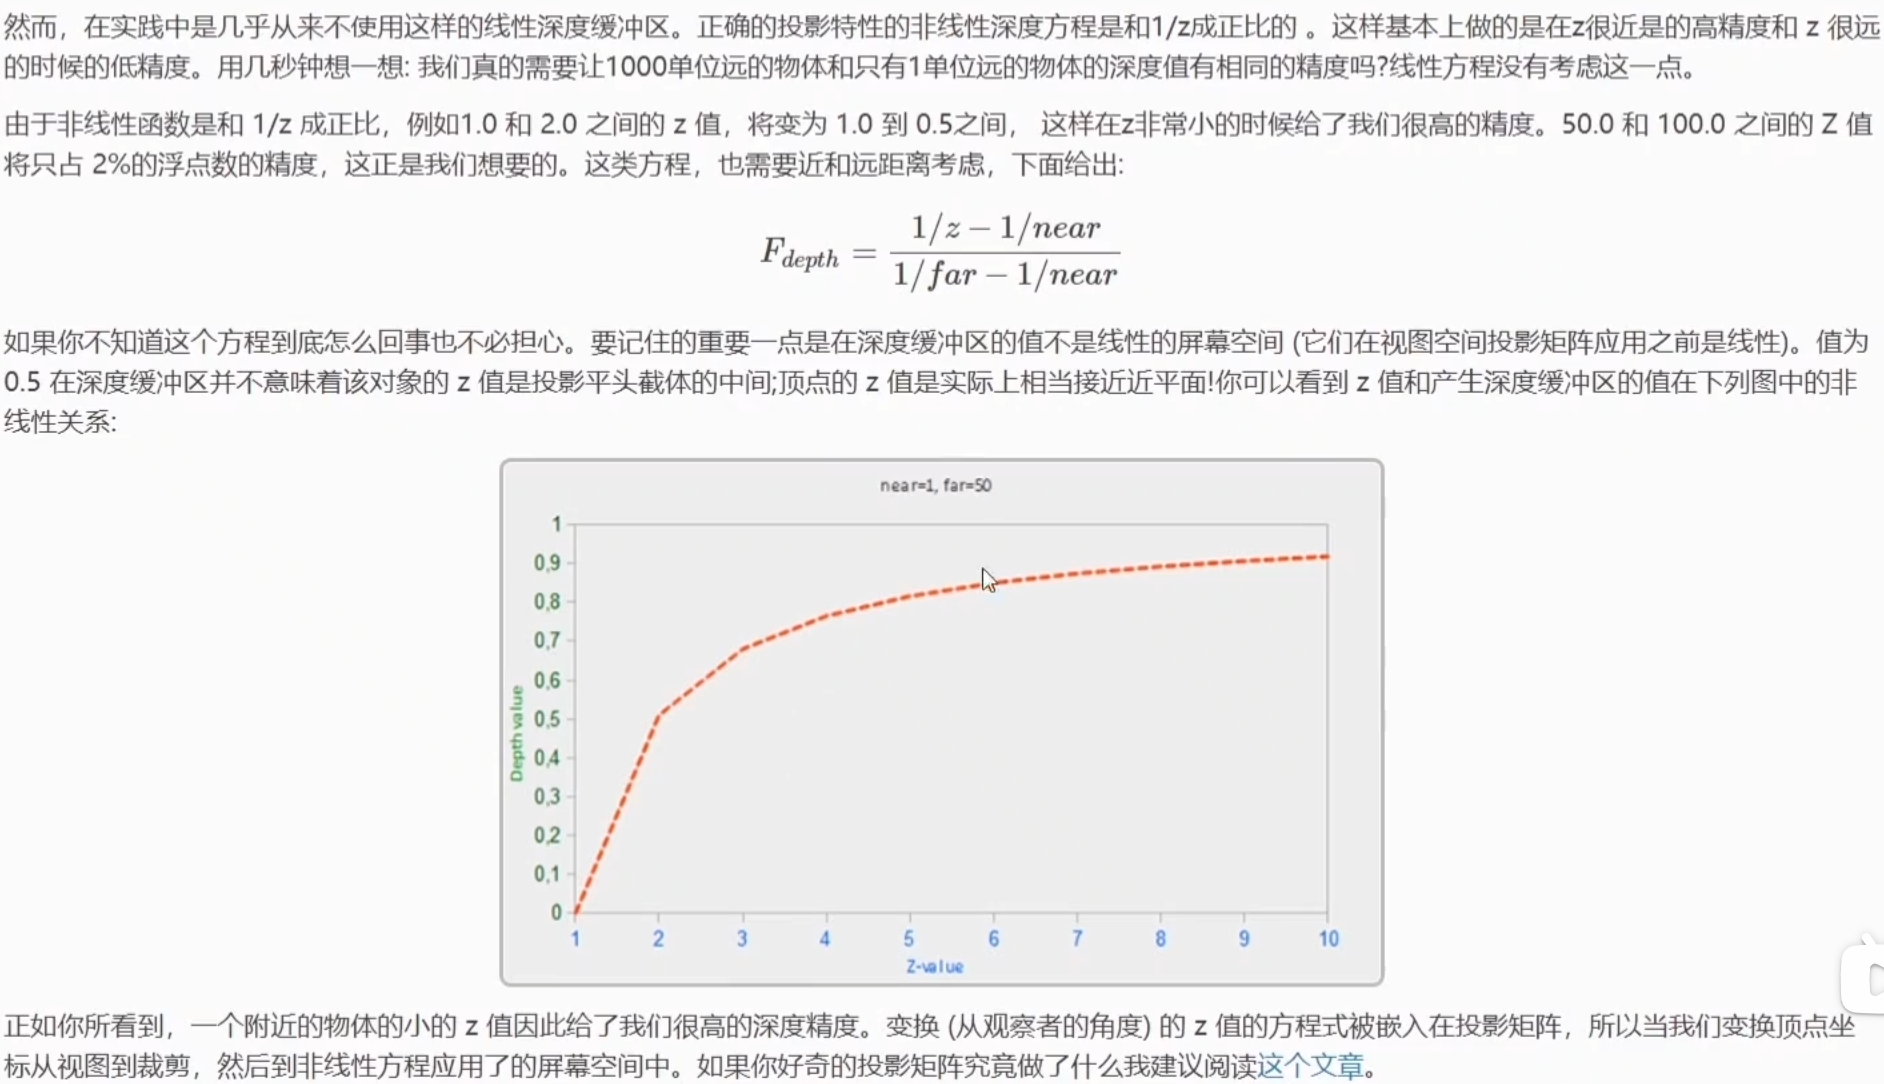 然而，在实践中是几乎从来不使用这样的线性深度缓冲区。正确的投影特性的非线性深度方程是和1/z成正比的 。这样基本上做的是在z很近是的高精度和 z 很远
的时候的低精度。用几秒钟想一想: 我们真的需要让1000单位远的物体和只有1单位远的物体的深度值有相同的精度吗?线性方程没有考虑这一点。
由于非线性函数是和 1/z 成正比，例如1.0 和 2.0 之间的 z 值，将变为 1.0 到 0.5之间， 这样在z非常小的时候给了我们很高的精度。50.0 和 100.0 之间的 Z 值
将只占 2%的浮点数的精度，这正是我们想要的。这类方程，也需要近和远距离考虑，下面给出:
F_{depth} = \frac{1/z - 1/near}{1/far - 1/near}
如果你不知道这个方程到底怎么回事也不必担心。要记住的重要一点是在深度缓冲区的值不是线性的屏幕空间 (它们在视图空间投影矩阵应用之前是线性)。值为
0.5 在深度缓冲区并不意味着该对象的 z 值是投影平头截体的中间;顶点的 z 值是实际上相当接近近平面!你可以看到 z 值和产生深度缓冲区的值在下列图中的非
线性关系:
near=1, far=50
1
0,9
0,8
0,7
0,6
0,5
0,4
0,3
0,2
0,1
0
Depth value
1 2 3 4 5 6 7 8 9 10
Z-value
正如你所看到，一个附近的物体的小的 z 值因此给了我们很高的深度精度。变换 (从观察者的角度) 的 z 值的方程式被嵌入在投影矩阵，所以当我们变换顶点坐
标从视图到裁剪，然后到非线性方程应用了的屏幕空间中。如果你好奇的投影矩阵究竟做了什么我建议阅读这个文章。